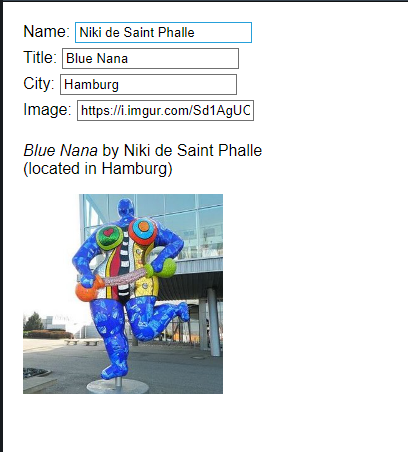 Name: Niki de Saint Phalle
Title: Blue Nana
City: Hamburg
Image: https://i.imgur.com/Sd1AgUO
Blue Nana by Niki de Saint Phalle
(located in Hamburg)